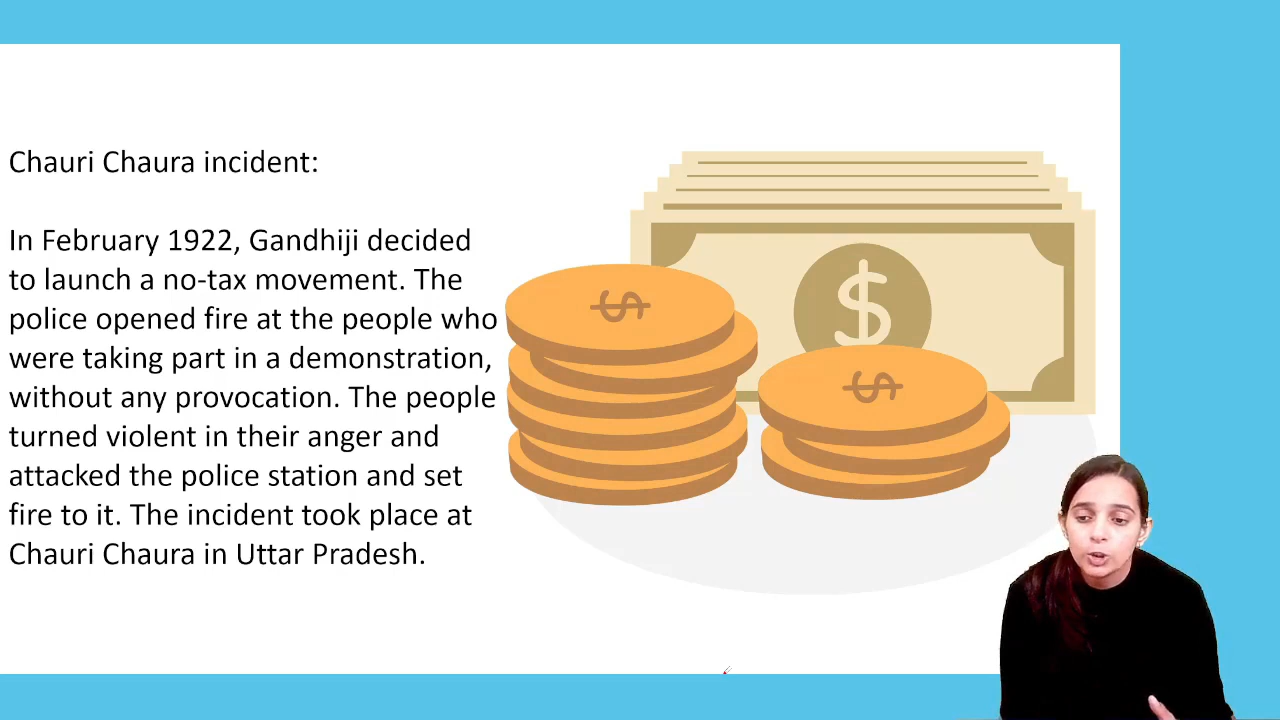 Chauri Chaura incident:
In February 1922, Gandhiji decided
to launch a no-tax movement. The
police opened fire at the people who
were taking part in a demonstration,
without any provocation. The people
turned violent in their anger and
attacked the police station and set
fire to it. The incident took place at
Chauri Chaura in Uttar Pradesh.
$
$
$